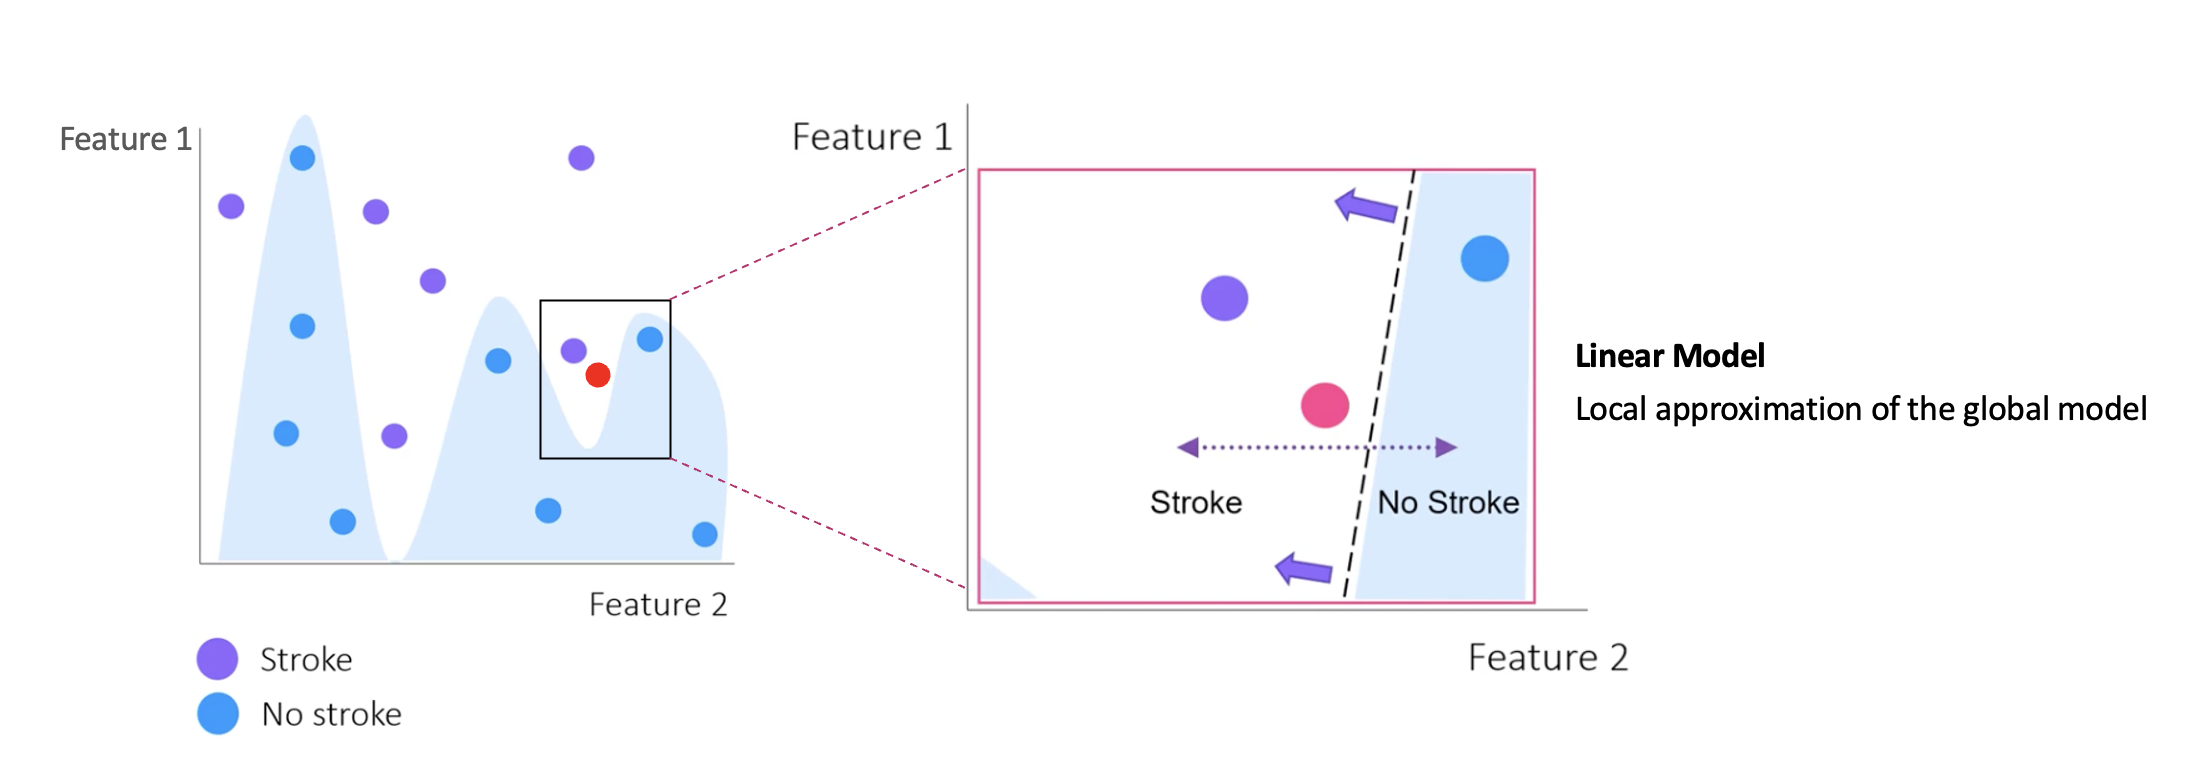 Feature 1
Feature 2
Stroke
No stroke
Feature 1
Stroke
No Stroke
Feature 2
Linear Model
Local approximation of the global model